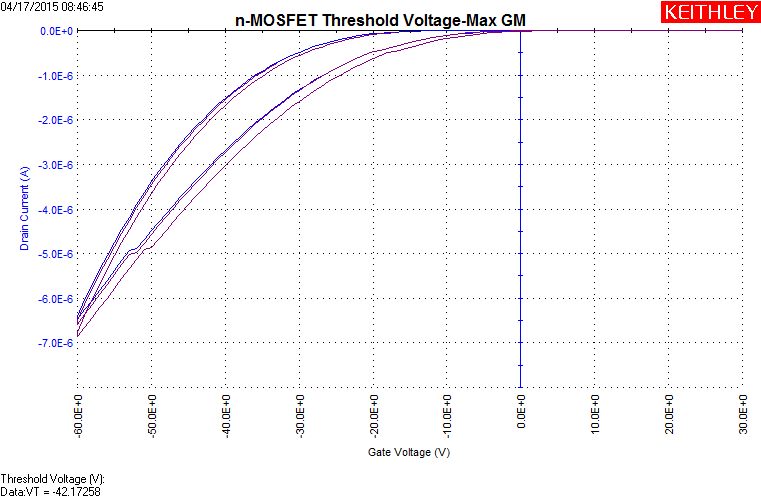 04/17/2015 08:46:45
n-MOSFET Threshold Voltage-Max GM
KEITHLEY
0.0E+0
-1.0E-6
-2.0E-6
-3.0E-6
-4.0E-6
-5.0E-6
-6.0E-6
-7.0E-6
Drain Current (A)
-60.0E+0
-50.0E+0
-40.0E+0
-30.0E+0
-20.0E+0
-10.0E+0
0.0E+0
10.0E+0
20.0E+0
30.0E+0
Gate Voltage (V)
Threshold Voltage (V):
Data:VT = -42.17258